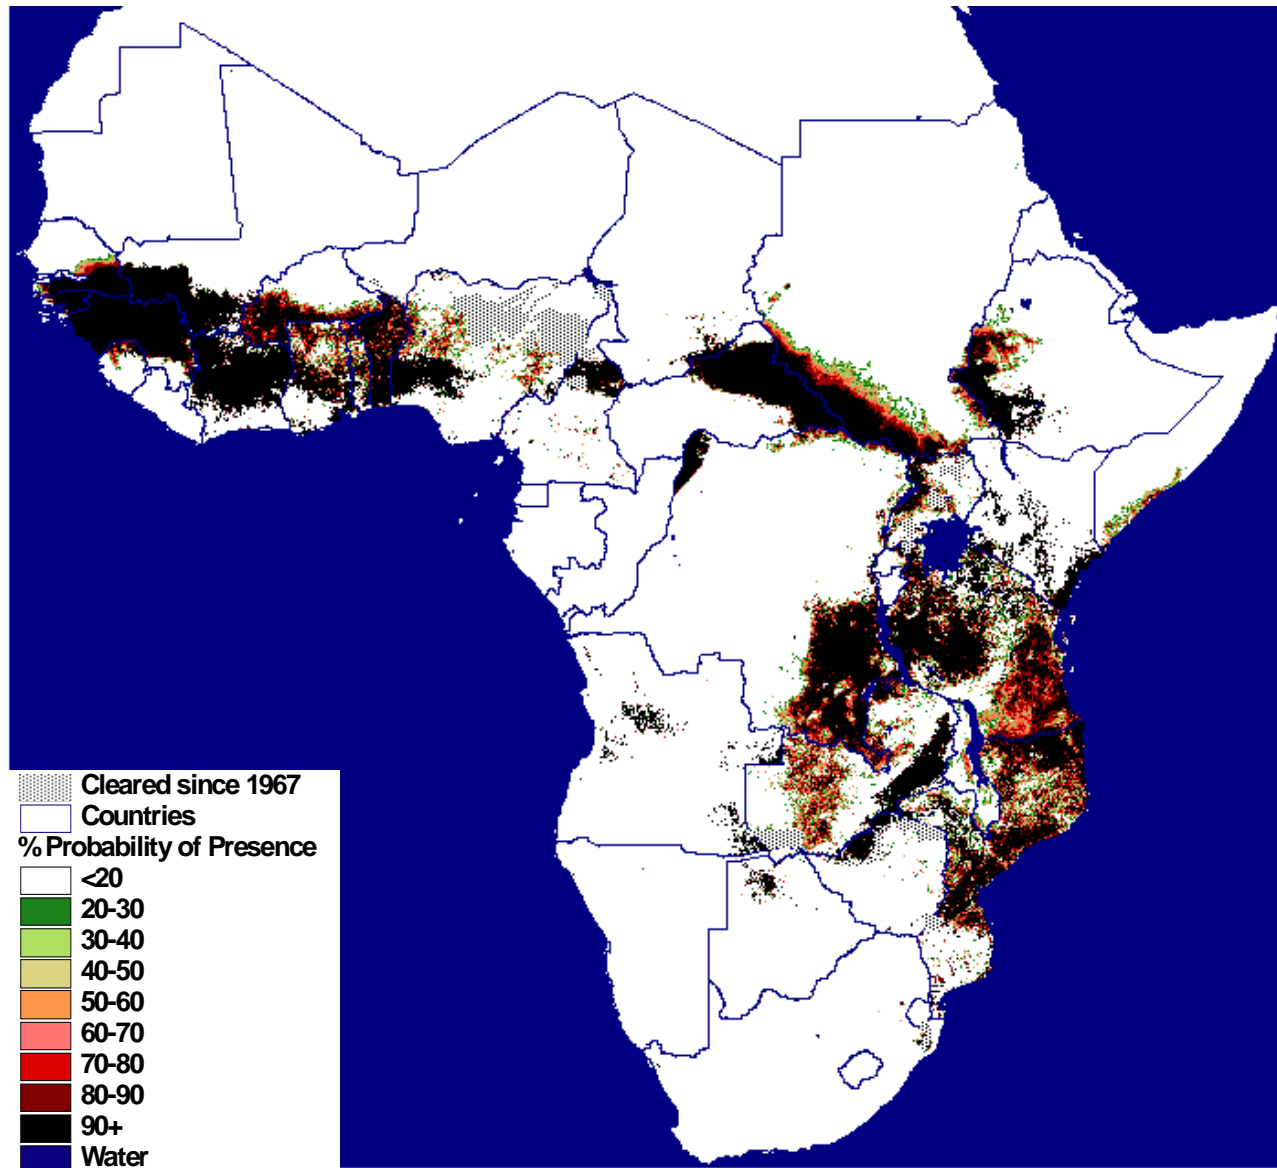 Cleared since 1967
Countries
% Probability of Presence
<20
20-30
30-40
40-50
50-60
60-70
70-80
80-90
90+
Water